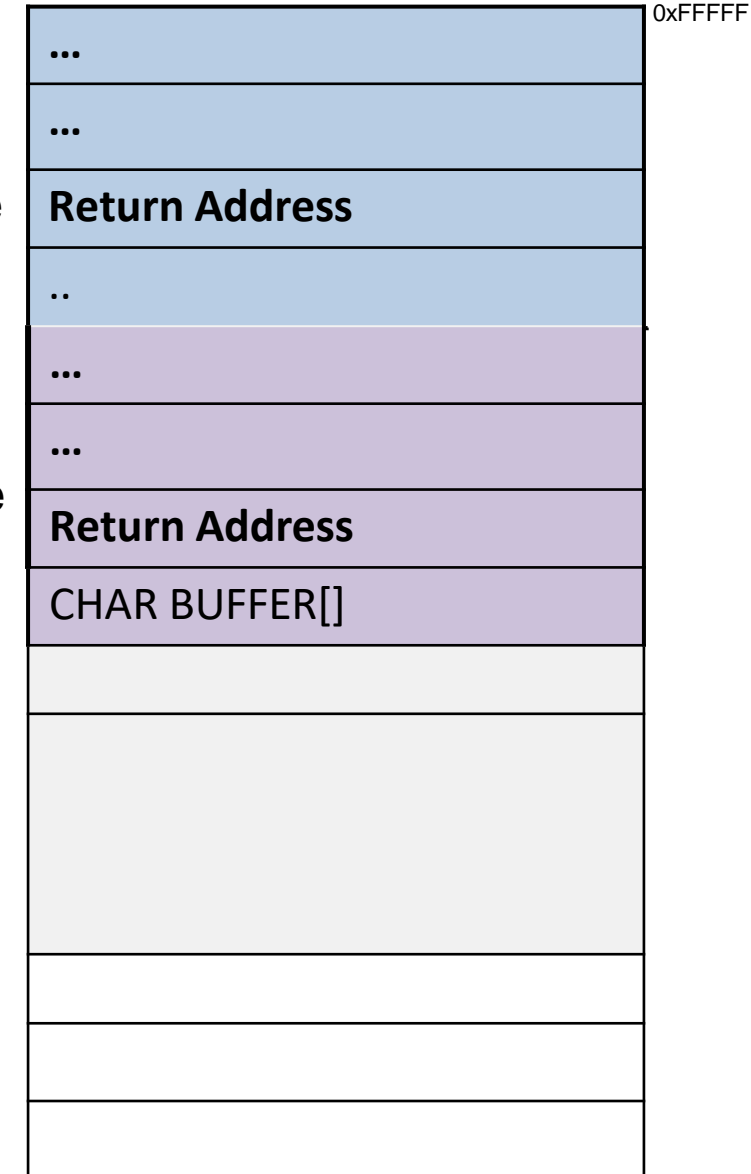 0xFFFFF
...
...
e
Return Address
..
...
...
e
Return Address
CHAR BUFFER[]